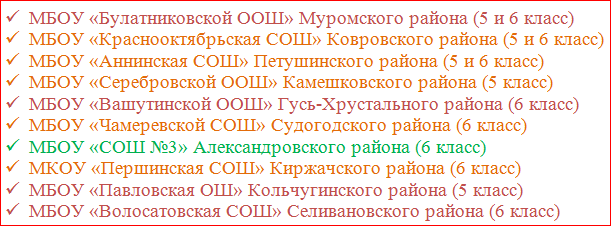 ✓ МБОУ «Булатниковской ООШ» Муромского района (5 и 6 класс)
✓ МБОУ «Краснооктябрьская СОШ» Ковровского района (5 и 6 класс)
✓ МБОУ «Аннинская СОШ» Петушинского района (5 и 6 класс)
✓ МБОУ «Серебровской ООШ» Камешковского района (5 класс)
✓ МБОУ «Вашутинской ООШ» Гусь-Хрустального района (6 класс)
✓ МБОУ «Чамеревской СОШ» Судогодского района (6 класс)
✓ МБОУ «СОШ №3» Александровского района (6 класс)
✓ МКОУ «Першинская СОШ» Киржачского района (6 класс)
✓ МБОУ «Павловская ОШ» Кольчугинского района (5 класс)
✓ МБОУ «Волосатовская СОШ» Селивановского района (6 класс)